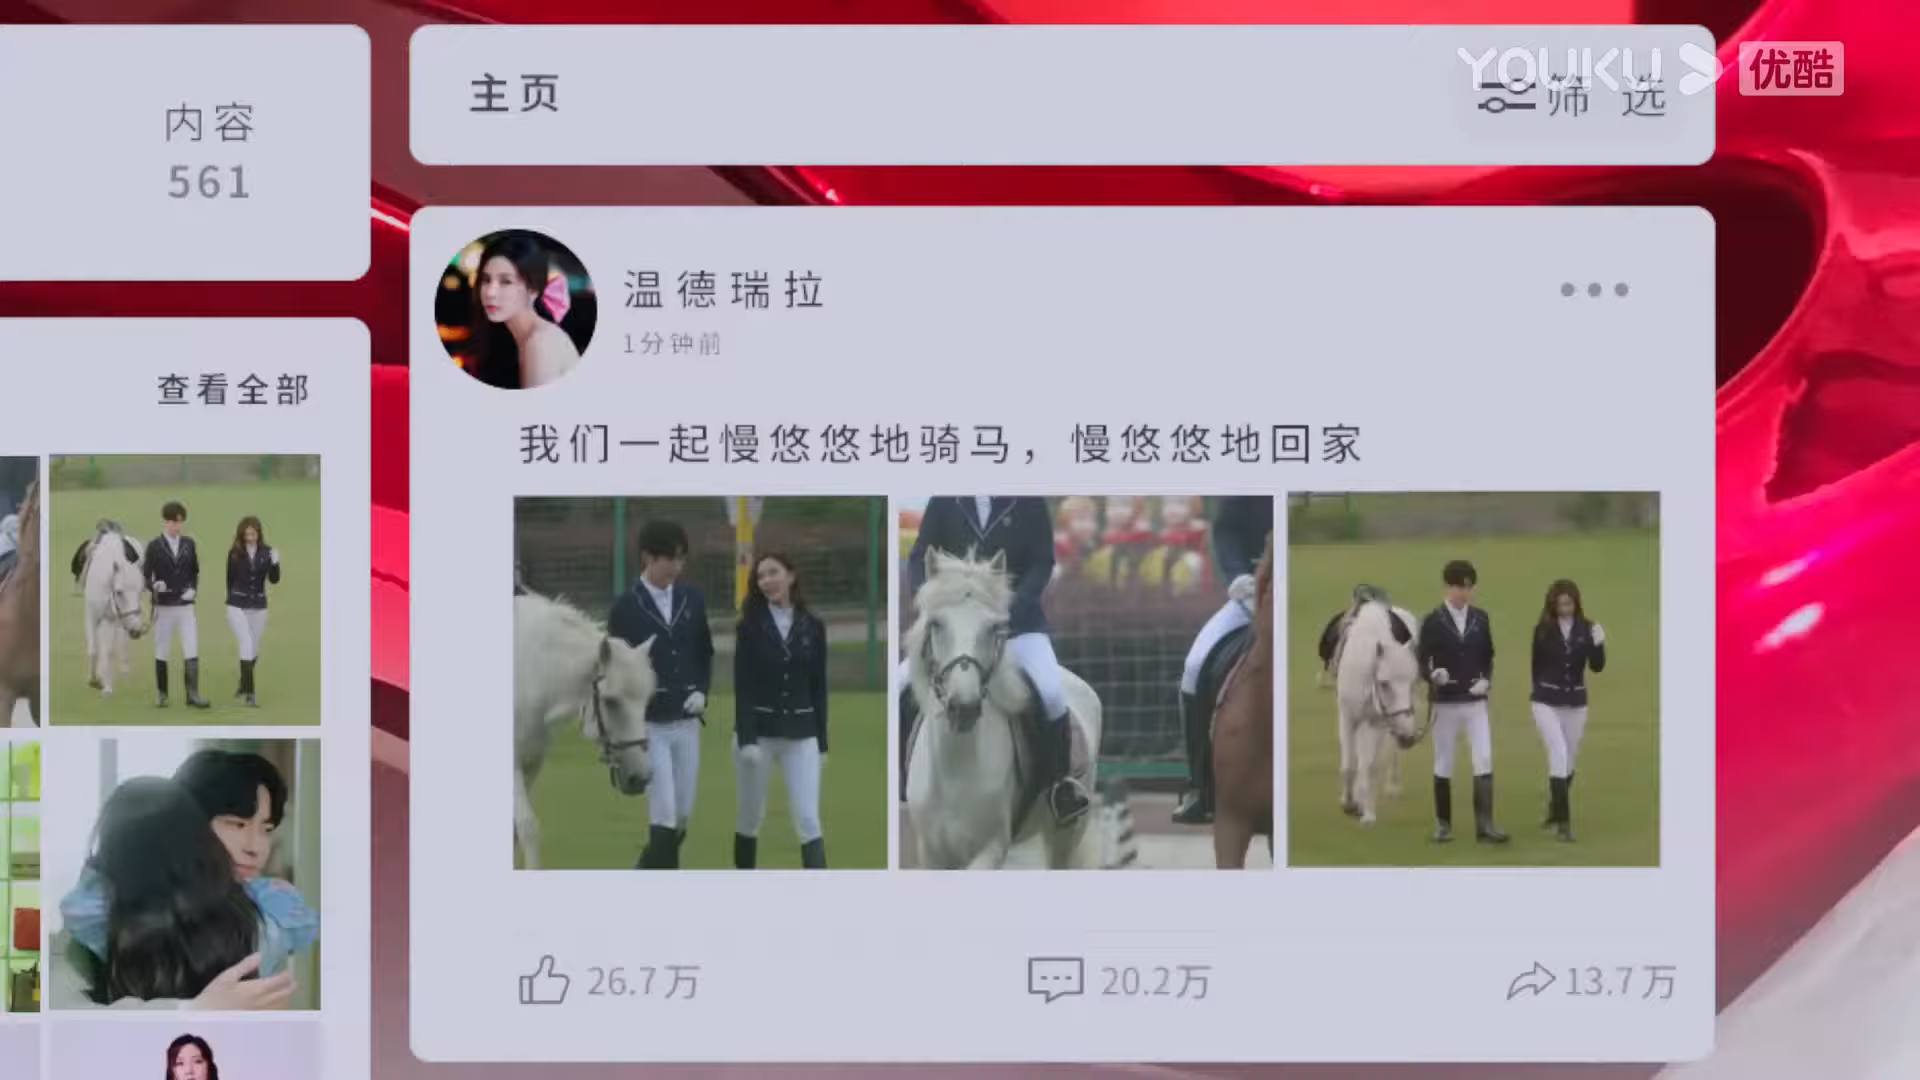 YOUKU 优酷
内容
561
主页
筛 选
温德瑞拉
1分钟前
查看全部
我们一起慢悠悠地骑马，慢悠悠地回家
26.7万
20.2万
13.7万